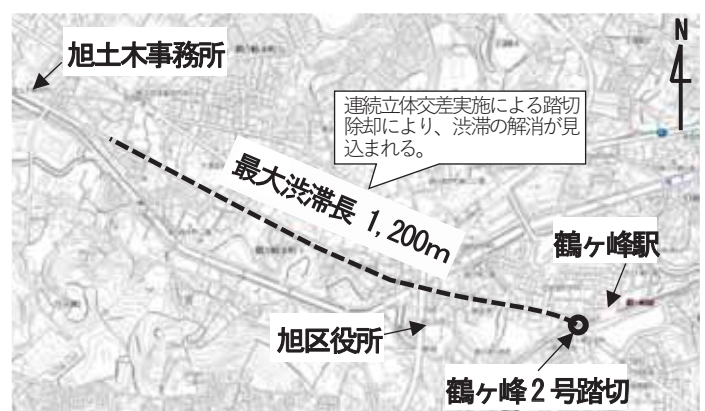 旭土木事務所
N
連続立体交差実施による踏切
除却により、渋滞の解消が見
込まれる。
最大渋滞長 1,200m
鶴ヶ峰駅
旭区役所
鶴ヶ峰2号踏切